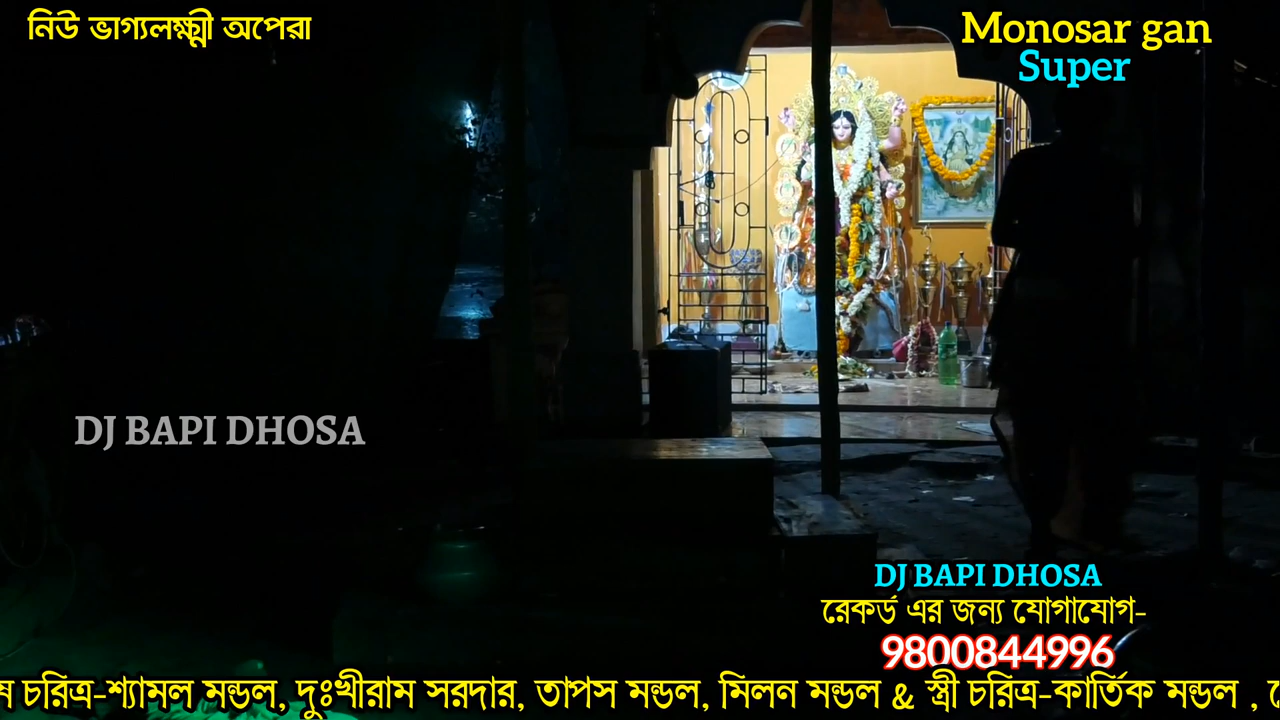 নিউ ভাগ্যলক্ষ্মী অপেরা
Monosar gan
Super
DJ BAPI DHOSA
DJ BAPI DHOSA
রেকর্ড এর জন্য যোগাযোগ-
9800844996
চরিত্র-শ্যামল মন্ডল, দুঃখীরাম সরদার, তাপস মন্ডল, মিলন মন্ডল & স্ত্রী চরিত্র-কার্তিক মন্ডল ,